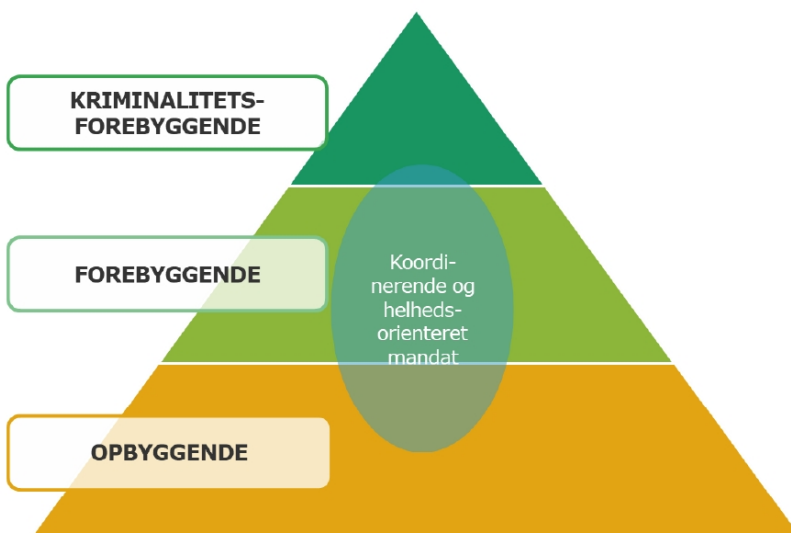 KRIMINALITETS-
FOREBYGGENDE
FOREBYGGENDE
Koordi-
nerende og
helheds-
orienteret
mandat
OPBYGGENDE